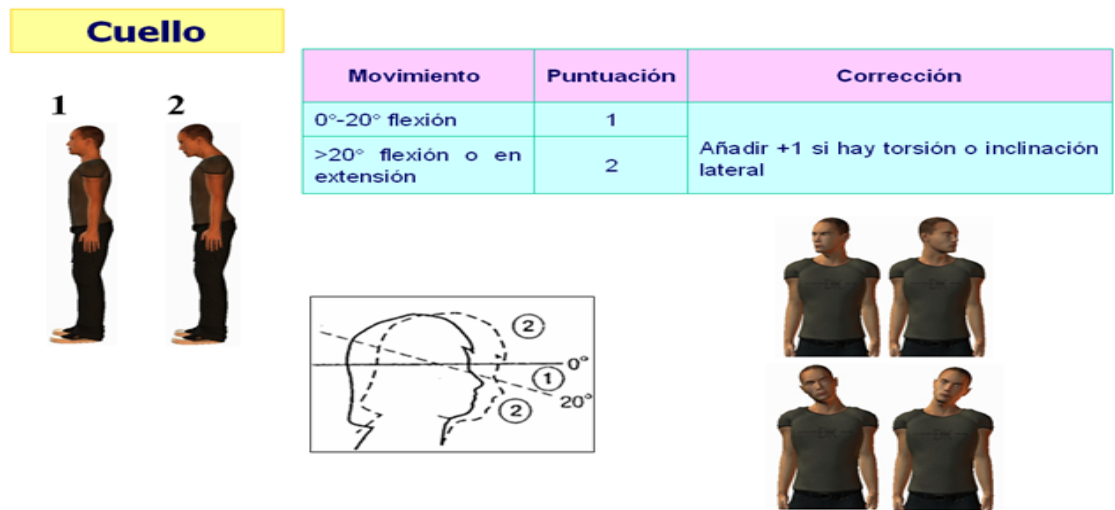 Cuello
1
2
Movimiento
Puntuación
Corrección
0°-20° flexión
1
>20° flexión o en
extensión
2
Añadir +1 si hay torsión o inclinación
lateral
2
0°
1
20°
2